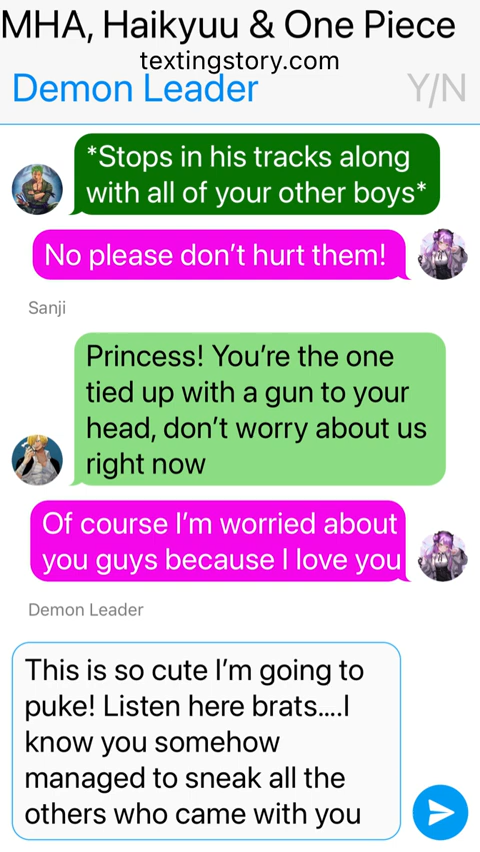 MHA, Haikyuu & One Piece
textingstory.com
Demon Leader Y/N
*Stops in his tracks along
with all of your other boys*
No please don’t hurt them!
Sanji
Princess! You’re the one
tied up with a gun to your
head, don’t worry about us
right now
Of course I’m worried about
you guys because I love you
Demon Leader
This is so cute I’m going to
puke! Listen here brats....I
know you somehow
managed to sneak all the
others who came with you